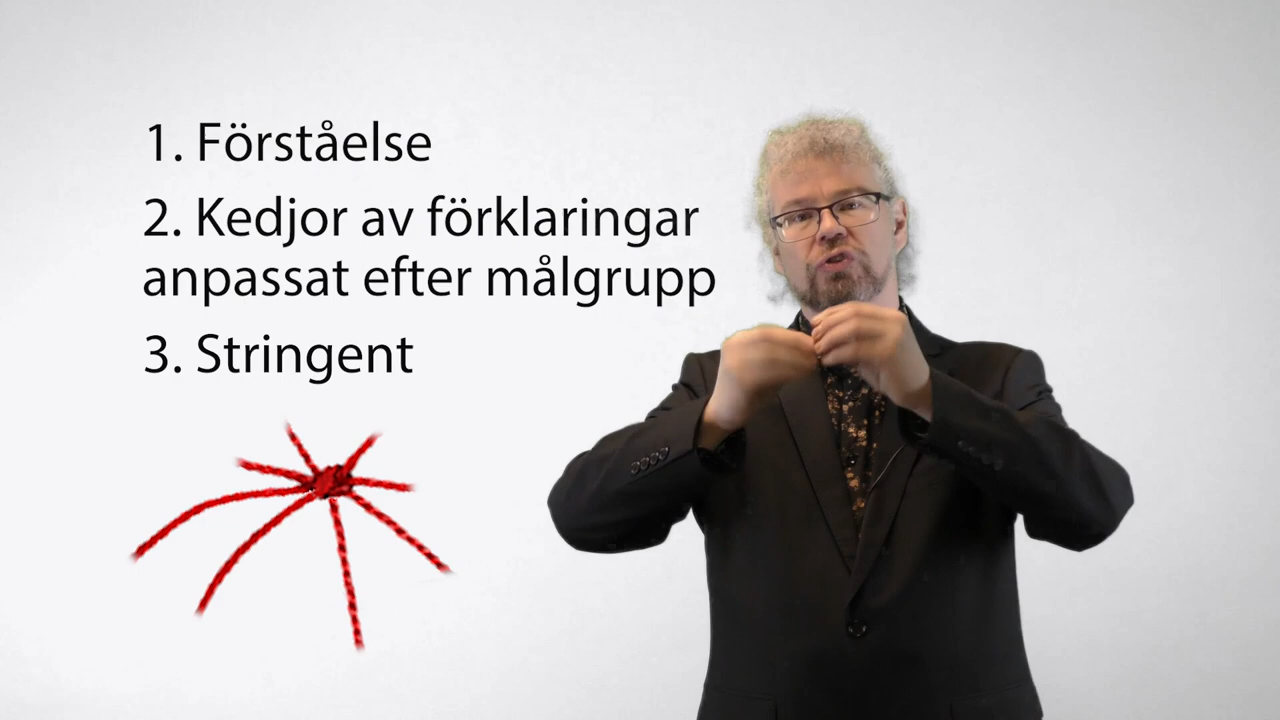 1. Förståelse
2. Kedjor av förklaringar
anpassat efter målgrupp
3. Stringent